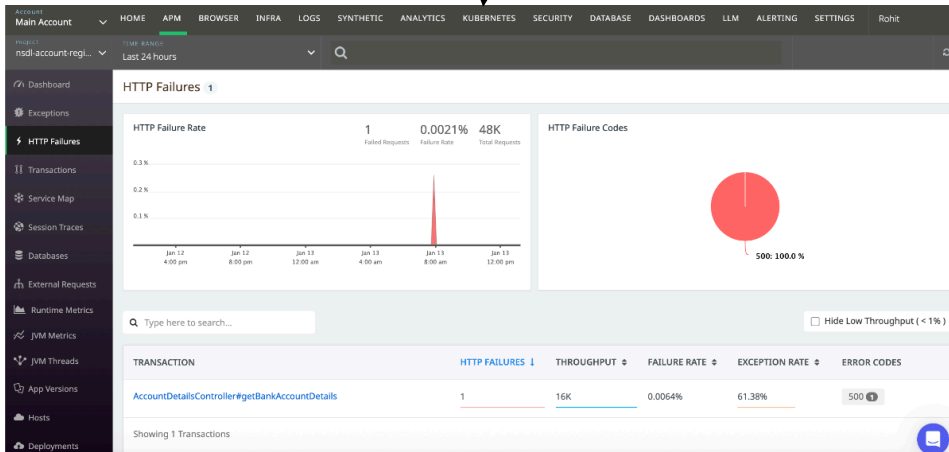 Account
Main Account
HOME APM BROWSER INFRA LOGS SYNTHETIC ANALYTICS KUBERNETES SECURITY DATABASE DASHBOARDS LLM ALERTING SETTINGS Rohit
PROJECT
nsdl-account-regi...
TIME RANGE
Last 24 hours
Dashboard
Exceptions
HTTP Failures
Transactions
Service Map
Session Traces
Databases
External Requests
Runtime Metrics
JVM Metrics
JVM Threads
App Versions
Hosts
Deployments
HTTP Failures 1
HTTP Failure Rate
1 0.0021% 48K
Failed Requests Failure Rate Total Requests
0.3 %
0.2 %
0.1 %
Jan 12 Jan 12 Jan 13 Jan 13 Jan 13 Jan 13
4:00 pm 8:00 pm 12:00 am 4:00 am 8:00 am 12:00 pm
HTTP Failure Codes
500: 100.0 %
Type here to search...
Hide Low Throughput ( < 1% )
TRANSACTION HTTP FAILURES THROUGHPUT FAILURE RATE EXCEPTION RATE ERROR CODES
AccountDetailsController#getBankAccountDetails 1 16K 0.0064% 61.38% 500 1
Showing 1 Transactions